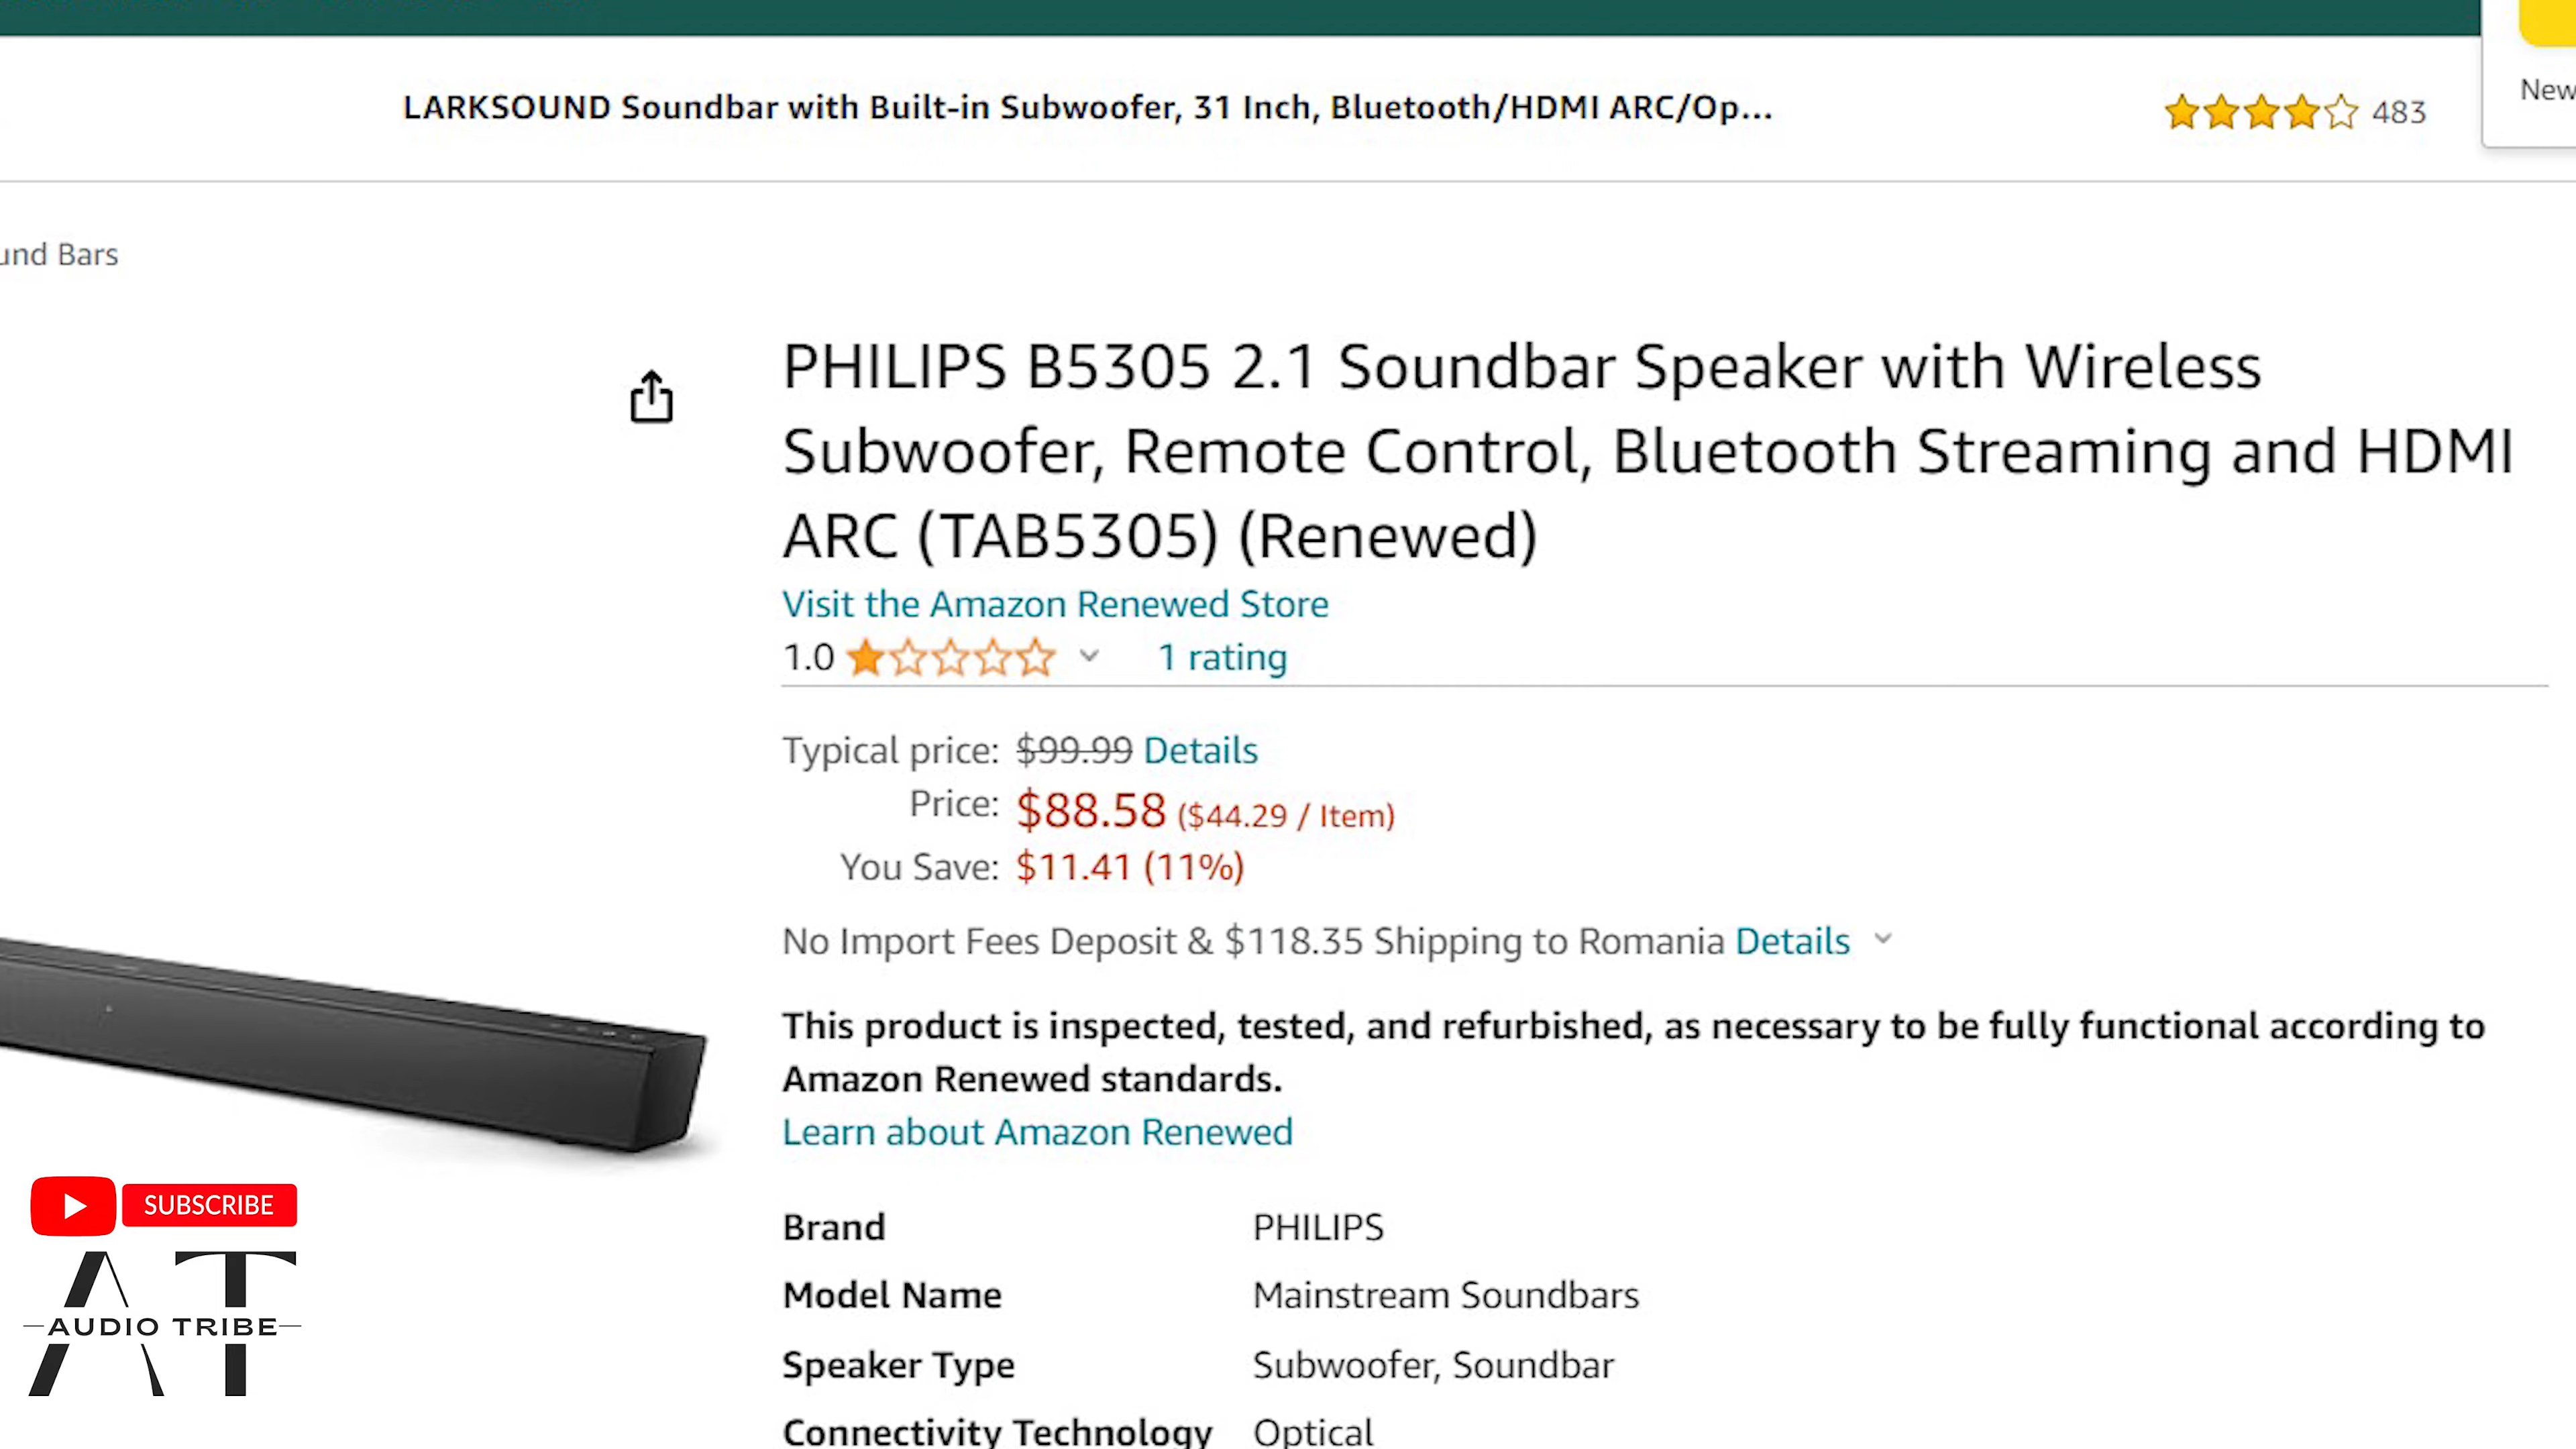 LARKSOUND Soundbar with Built-in Subwoofer, 31 Inch, Bluetooth/HDMI ARC/Op...
483
New
und Bars
PHILIPS B5305 2.1 Soundbar Speaker with Wireless
Subwoofer, Remote Control, Bluetooth Streaming and HDMI
ARC (TAB5305) (Renewed)
Visit the Amazon Renewed Store
1.0 1 rating
Typical price: $99.99 Details
Price: $88.58 ($44.29 / Item)
You Save: $11.41 (11%)
No Import Fees Deposit & $118.35 Shipping to Romania Details
This product is inspected, tested, and refurbished, as necessary to be fully functional according to
Amazon Renewed standards.
Learn about Amazon Renewed
Brand PHILIPS
Model Name Mainstream Soundbars
Speaker Type Subwoofer, Soundbar
Connectivity Technology Optical
SUBSCRIBE
AT
AUDIO TRIBE